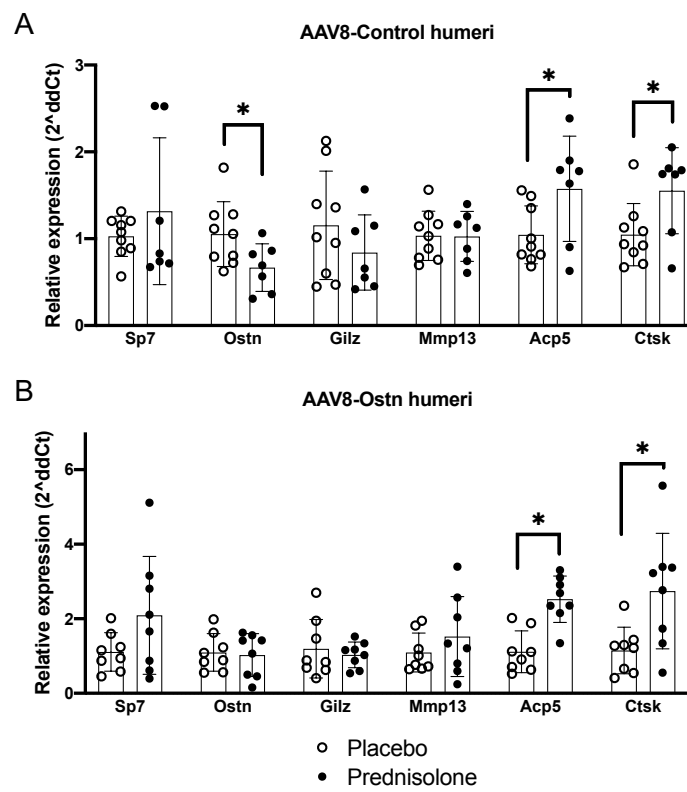 A
AAV8-Control humeri
Relative expression (2^ddCt)
3
2
1
0
* * *
Sp7 Ostn Gilz Mmp13 Acp5 Ctsk
B
AAV8-Ostn humeri
Relative expression (2^ddCt)
6
4
2
0
* *
Sp7 Ostn Gilz Mmp13 Acp5 Ctsk
Placebo
Prednisolone